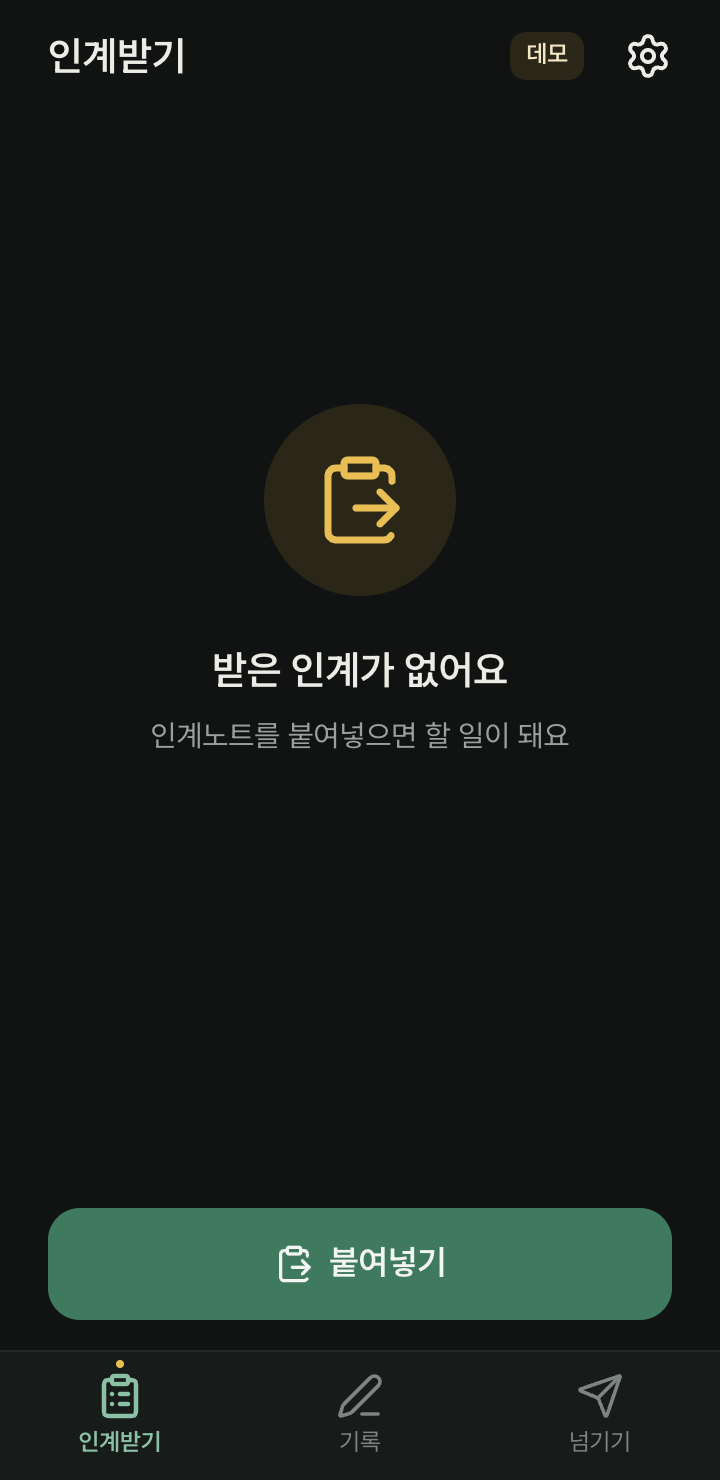 인계받기
데모
받은 인계가 없어요
인계노트를 붙여넣으면 할 일이 돼요
붙여넣기
인계받기
기록
넘기기